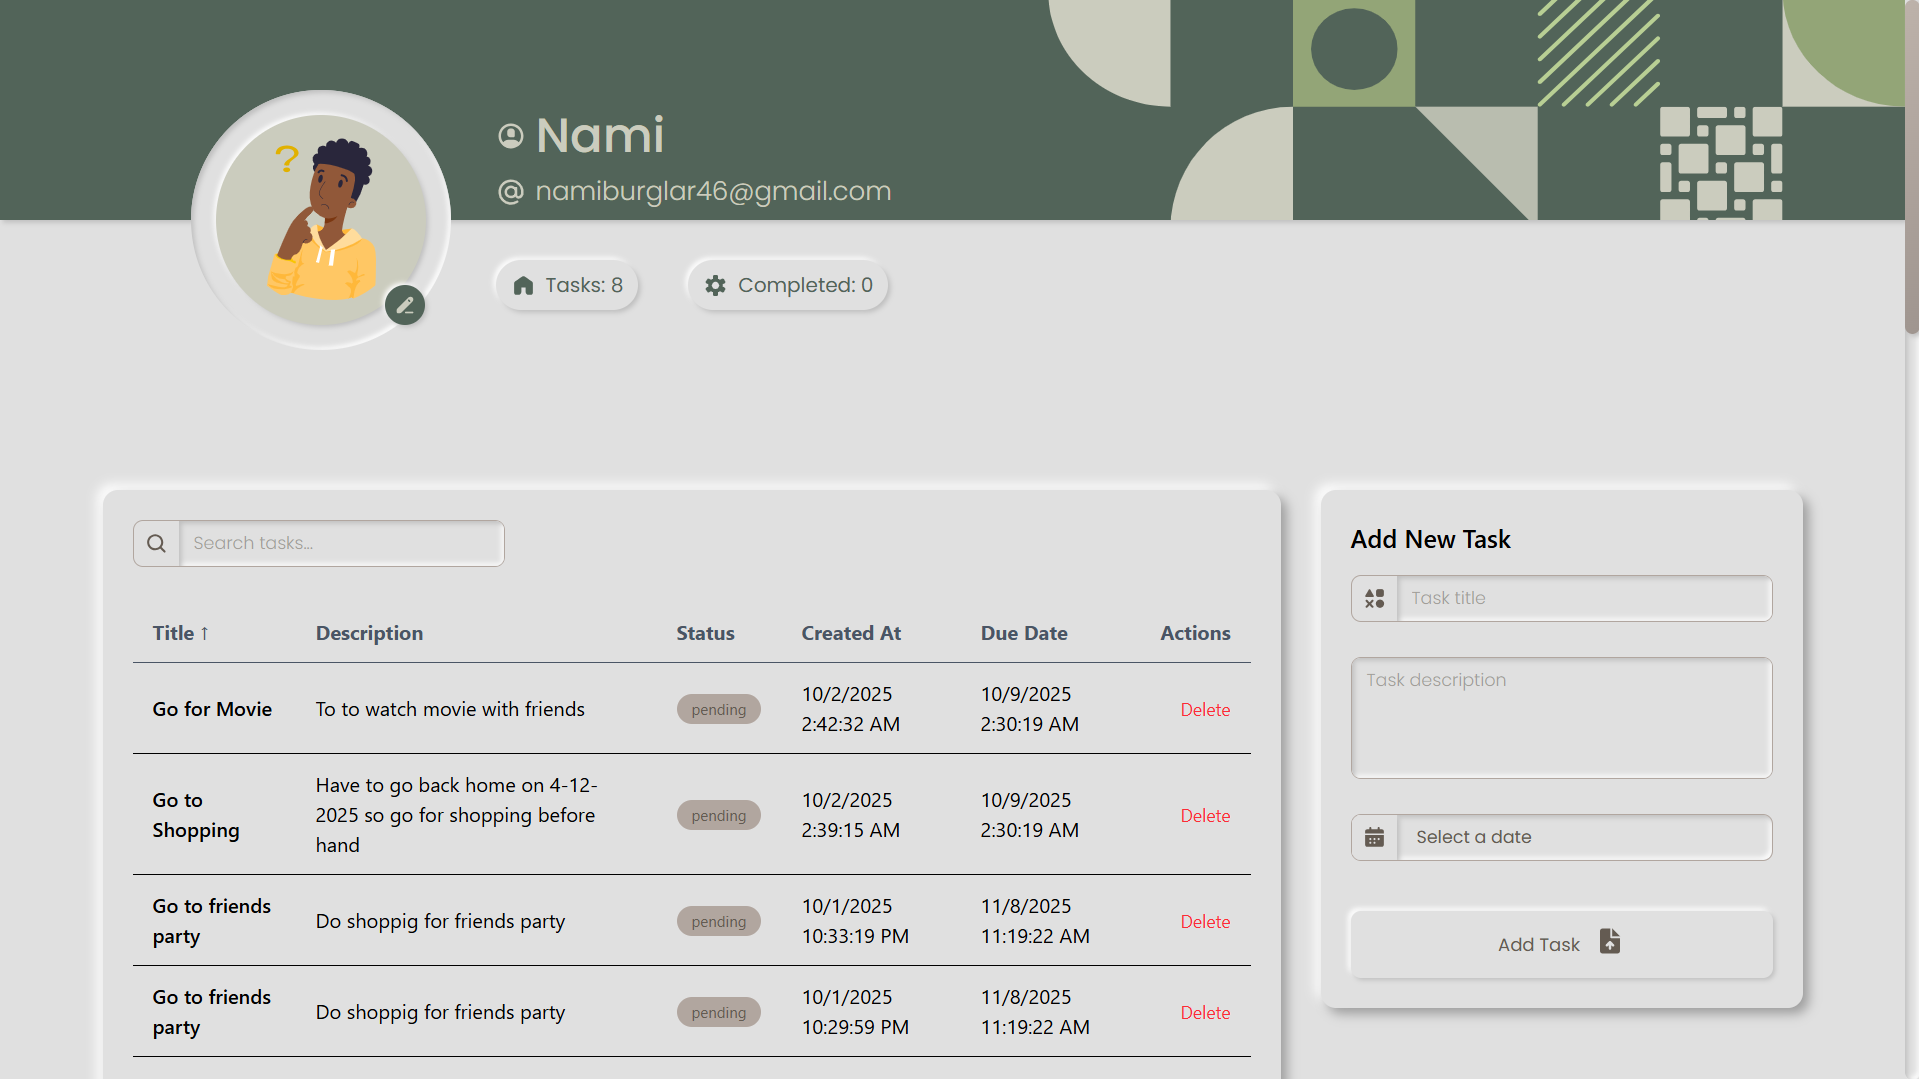 Nami
namiburglar46@gmail.com
Tasks: 8
Completed: 0
?
Search tasks...
Title ↑ Description Status Created At Due Date Actions
Go for Movie To to watch movie with friends pending 10/2/2025 2:42:32 AM 10/9/2025 2:30:19 AM Delete
Go to Shopping Have to go back home on 4-12-2025 so go for shopping before hand pending 10/2/2025 2:39:15 AM 10/9/2025 2:30:19 AM Delete
Go to friends party Do shoppig for friends party pending 10/1/2025 10:33:19 PM 11/8/2025 11:19:22 AM Delete
Go to friends party Do shoppig for friends party pending 10/1/2025 10:29:59 PM 11/8/2025 11:19:22 AM Delete
Add New Task
Task title
Task description
Select a date
Add Task